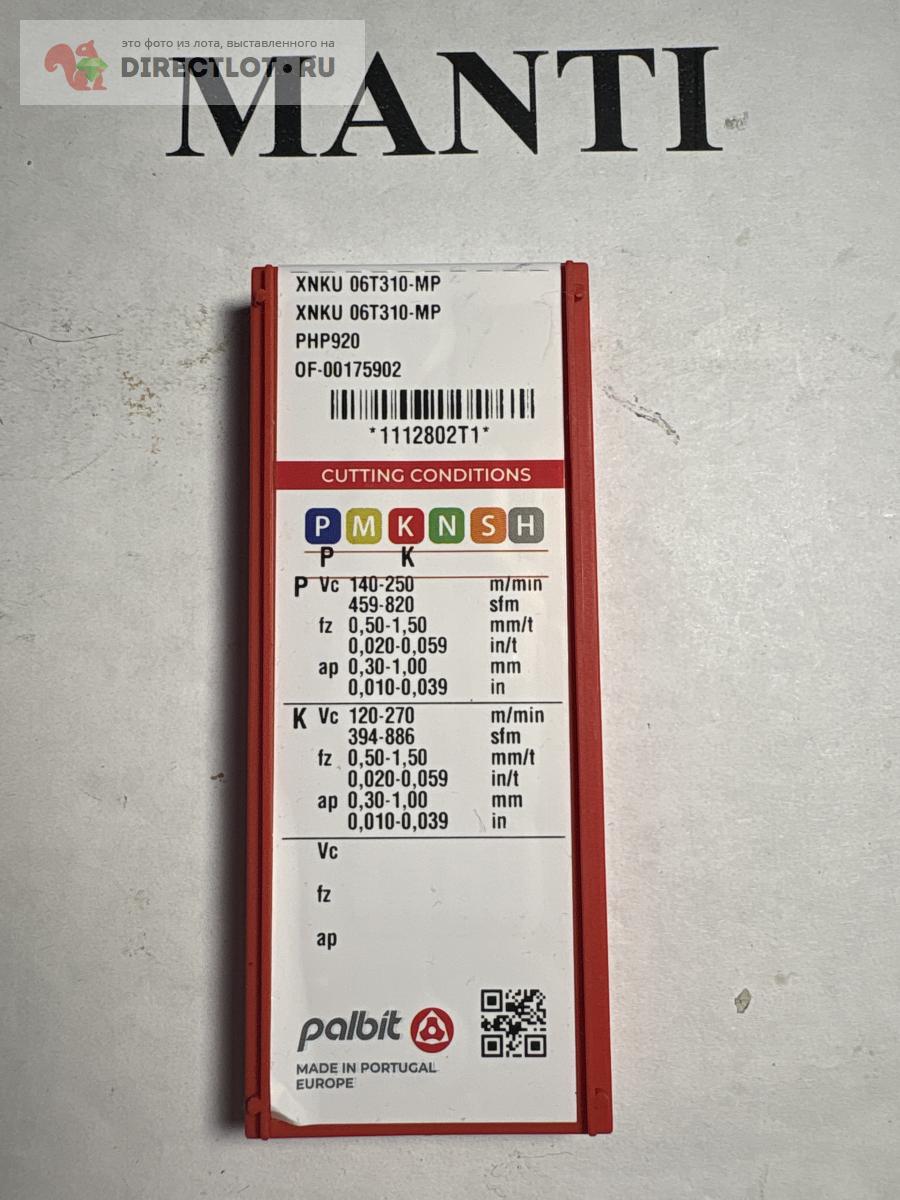 это фото из лота, выставленного на
DIRECTLOT.RU
MANTI
XNKU 06T310-MP
XNKU 06T310-MP
PHP920
OF-00175902
*1112802T1*
CUTTING CONDITIONS
P M K N S H
P K
P Vc 140-250 m/min
459-820 sfm
fz 0,50-1,50 mm/t
0,020-0,059 in/t
ap 0,30-1,00 mm
0,010-0,039 in
K Vc 120-270 m/min
394-886 sfm
fz 0,50-1,50 mm/t
0,020-0,059 in/t
ap 0,30-1,00 mm
0,010-0,039 in
Vc
fz
ap
palbit
MADE IN PORTUGAL
EUROPE